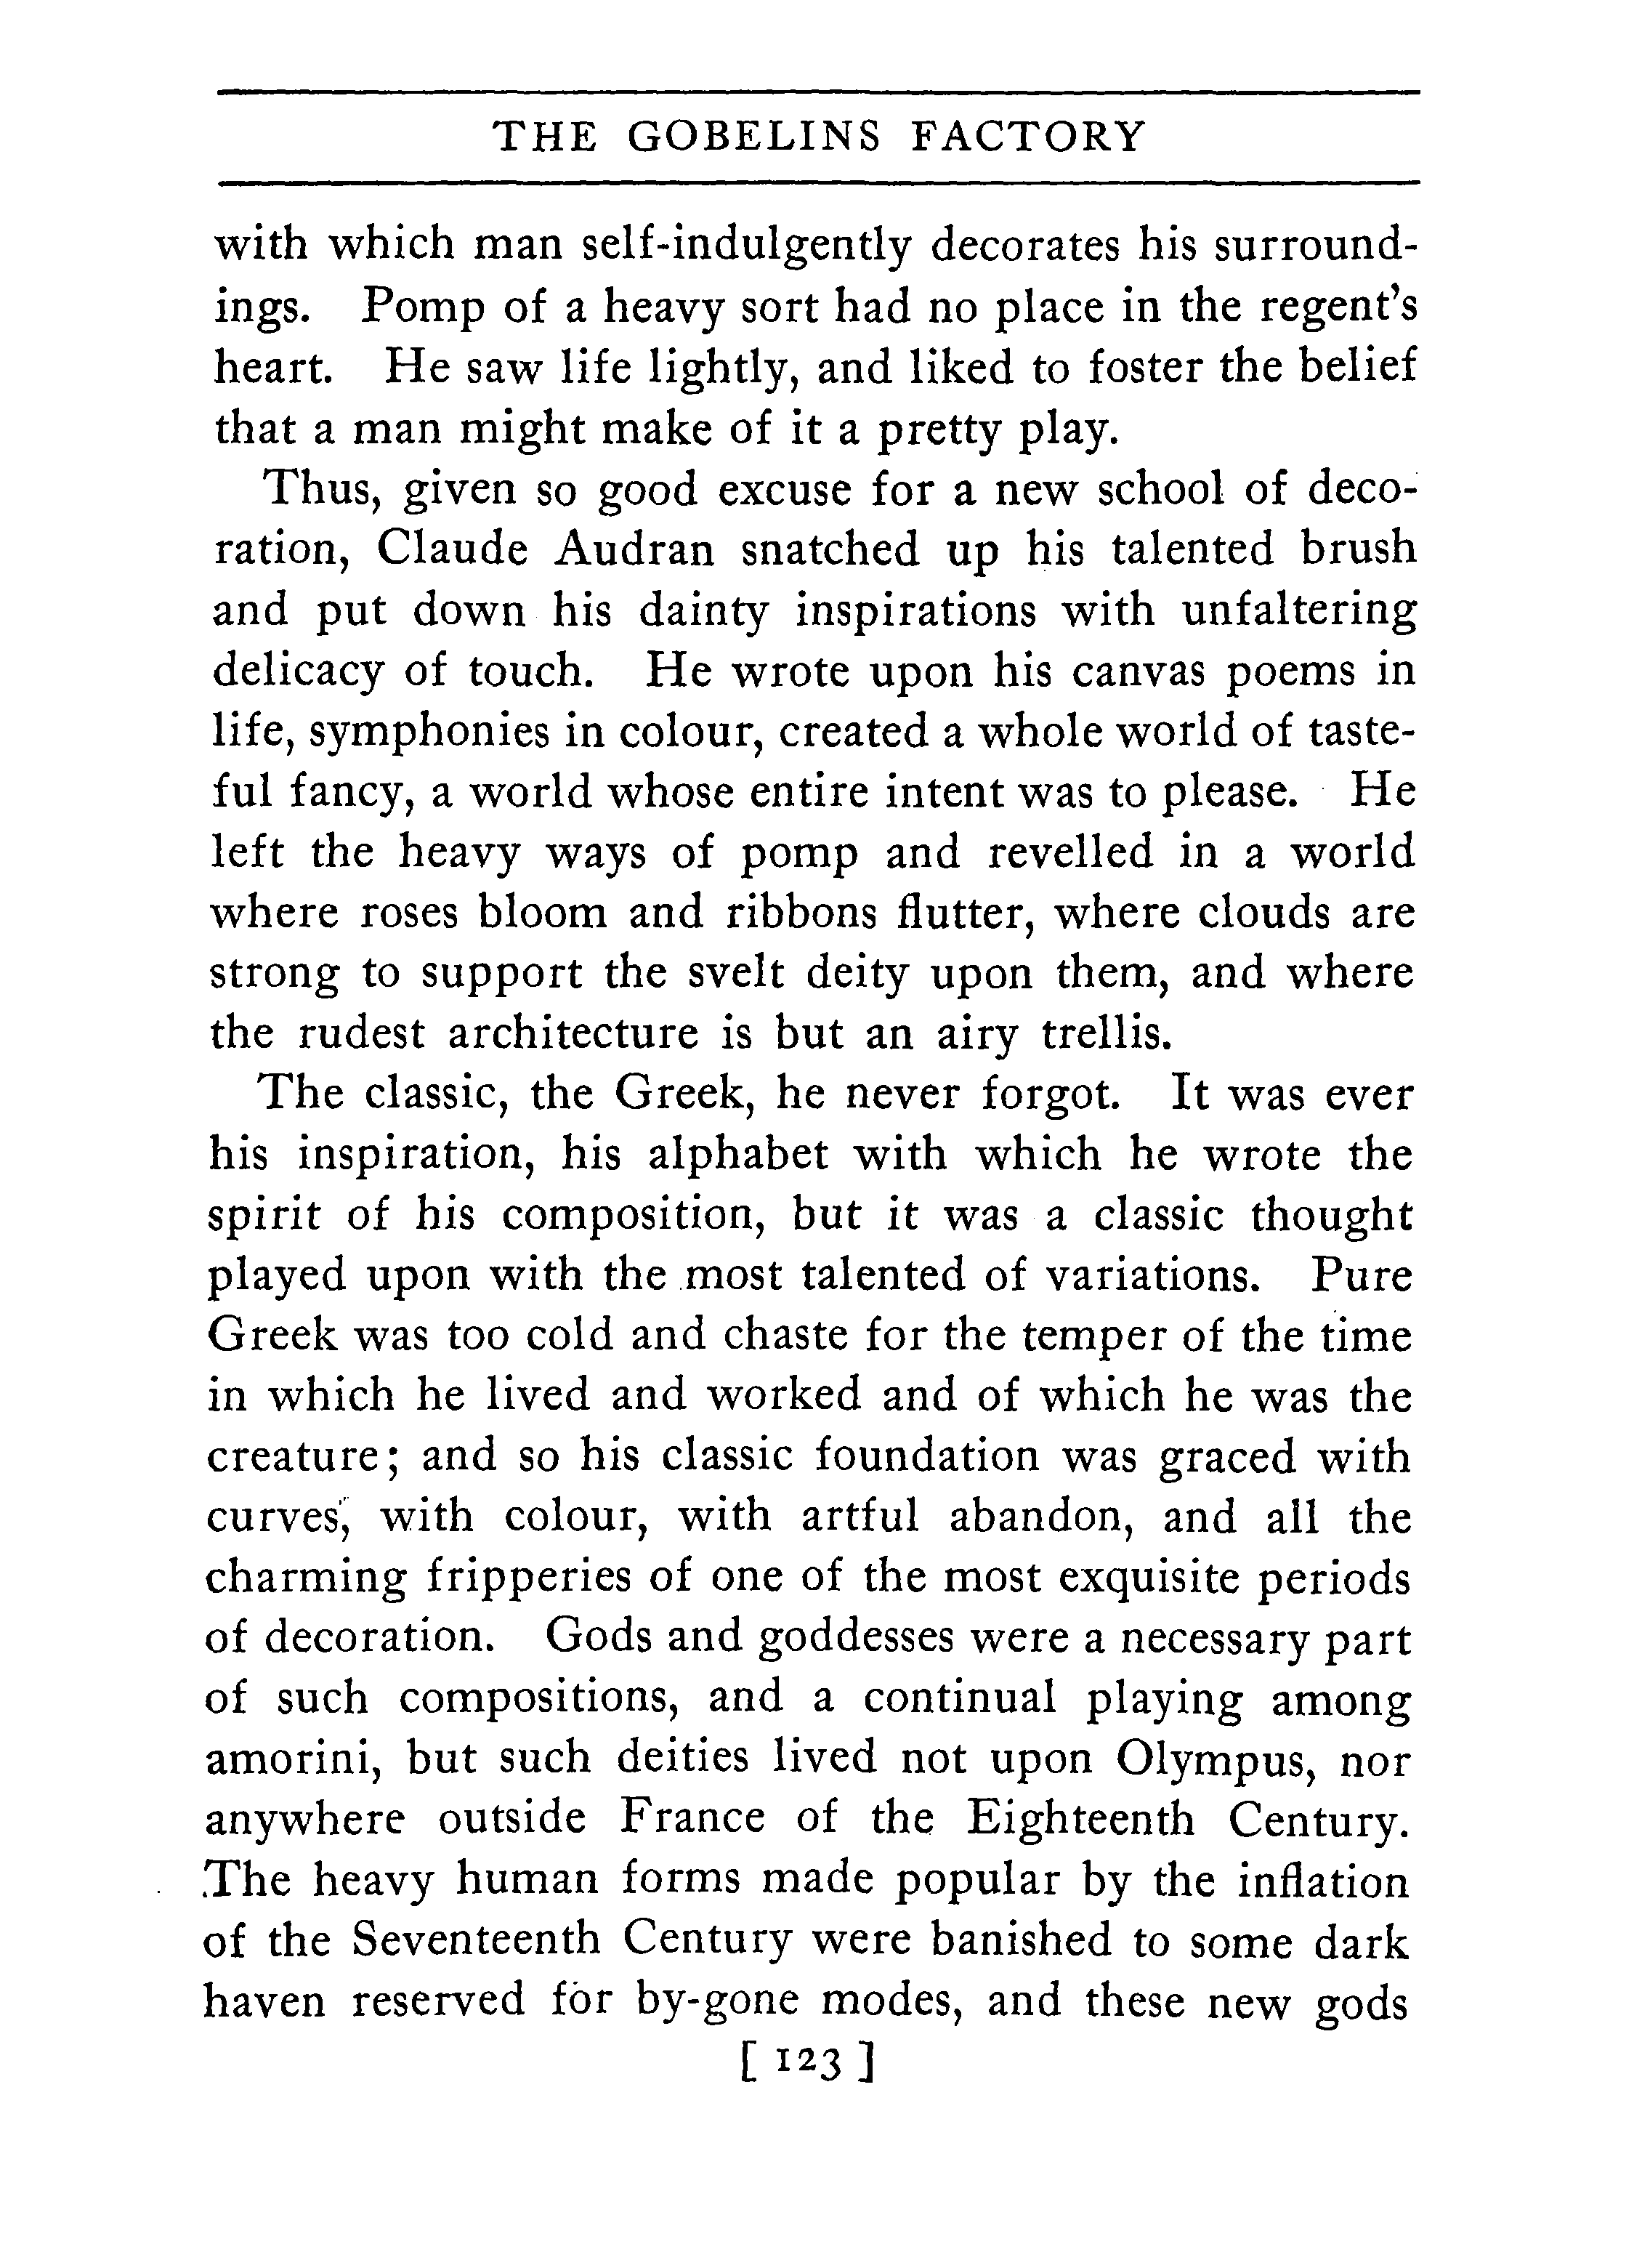 THE GOBELINS FACTORY
with which man self-indulgently decorates his surround-
ings. Pomp of a heavy sort had no place in the regent's
heart. He saw life lightly, and liked to foster the belief
that a man might make of it a pretty play.
Thus, given so good excuse for a new school of deco-
ration, Claude Audran snatched up his talented brush
and put down his dainty inspirations with unfaltering
delicacy of touch. He wrote upon his canvas poems in
life, symphonies in colour, created a whole world of taste-
ful fancy, a world whose entire intent was to please. He
left the heavy ways of pomp and revelled in a world
where roses bloom and ribbons flutter, where clouds are
strong to support the svelt deity upon them, and where
the rudest architecture is but an airy trellis.
The classic, the Greek, he never forgot. It was ever
his inspiration, his alphabet with which he wrote the
spirit of his composition, but it was a classic thought
played upon with the most talented of variations. Pure
Greek was too cold and chaste for the temper of the time
in which he lived and worked and of which he was the
creature; and so his classic foundation was graced with
curves, with colour, with artful abandon, and all the
charming fripperies of one of the most exquisite periods
of decoration. Gods and goddesses were a necessary part
of such compositions, and a continual playing among
amorini, but such deities lived not upon Olympus, nor
anywhere outside France of the Eighteenth Century.
The heavy human forms made popular by the inflation
of the Seventeenth Century were banished to some dark
haven reserved for by-gone modes, and these new gods
[ 123 ]